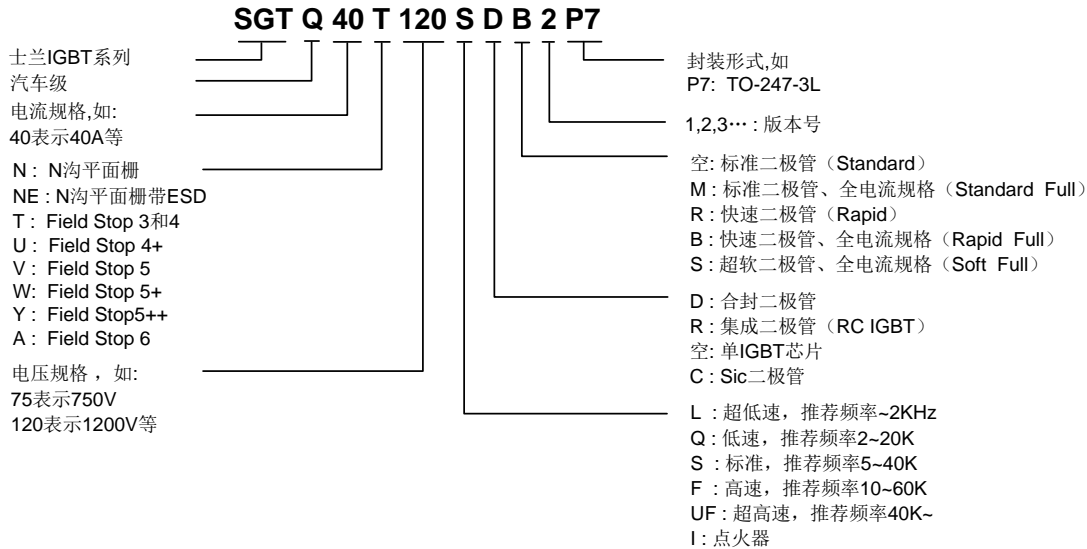 SGT Q 40 T 120 S D B 2 P7
士兰IGBT系列
汽车级
电流规格,如:
40表示40A等
N： N沟平面栅
NE：N沟平面栅带ESD
T： Field Stop 3和4
U： Field Stop 4+
V： Field Stop 5
W: Field Stop 5+
Y： Field Stop5++
A： Field Stop 6
电压规格 ，如:
75表示750V
120表示1200V等
封装形式,如
P7: TO-247-3L
1,2,3…：版本号
空: 标准二极管（Standard）
M：标准二极管、全电流规格（Standard Full）
R：快速二极管（Rapid）
B：快速二极管、全电流规格（Rapid Full）
S：超软二极管、全电流规格（Soft Full）
D：合封二极管
R：集成二极管（RC IGBT）
空: 单IGBT芯片
C：Sic二极管
L ：超低速，推荐频率~2KHz
Q：低速，推荐频率2~20K
S ：标准，推荐频率5~40K
F ：高速，推荐频率10~60K
UF：超高速，推荐频率40K~
I：点火器